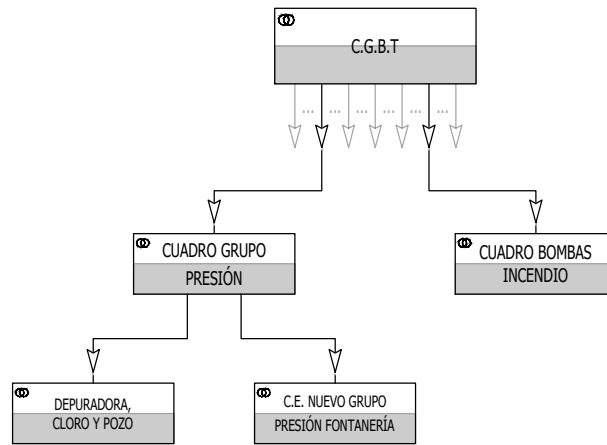 C.G.B.T
... ... ... ... ...
CUADRO GRUPO
PRESIÓN
CUADRO BOMBAS
INCENDIO
DEPURADORA,
CLORO Y POZO
C.E. NUEVO GRUPO
PRESIÓN FONTANERÍA